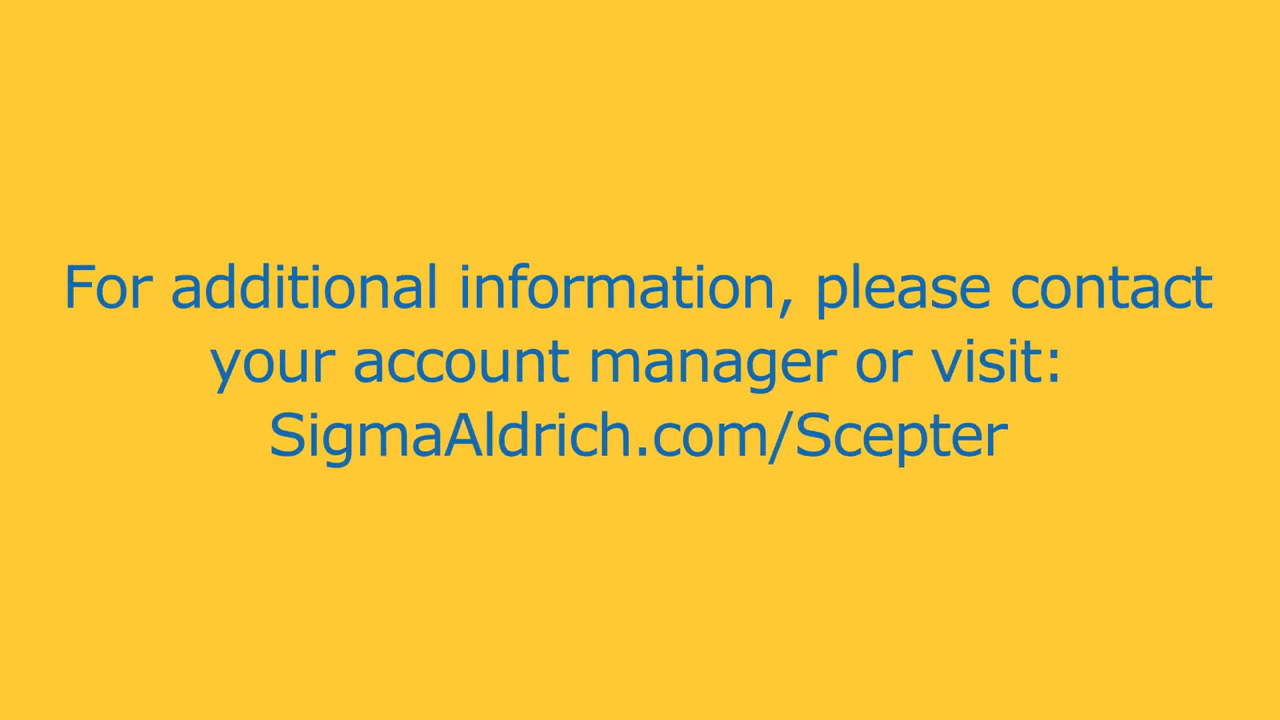 For additional information, please contact
your account manager or visit:
SigmaAldrich.com/Scepter